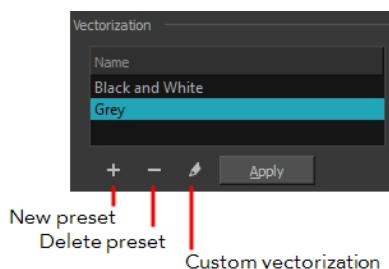 Vectorization
Name
Black and White
Grey
+ − Apply
New preset
Delete preset
Custom vectorization